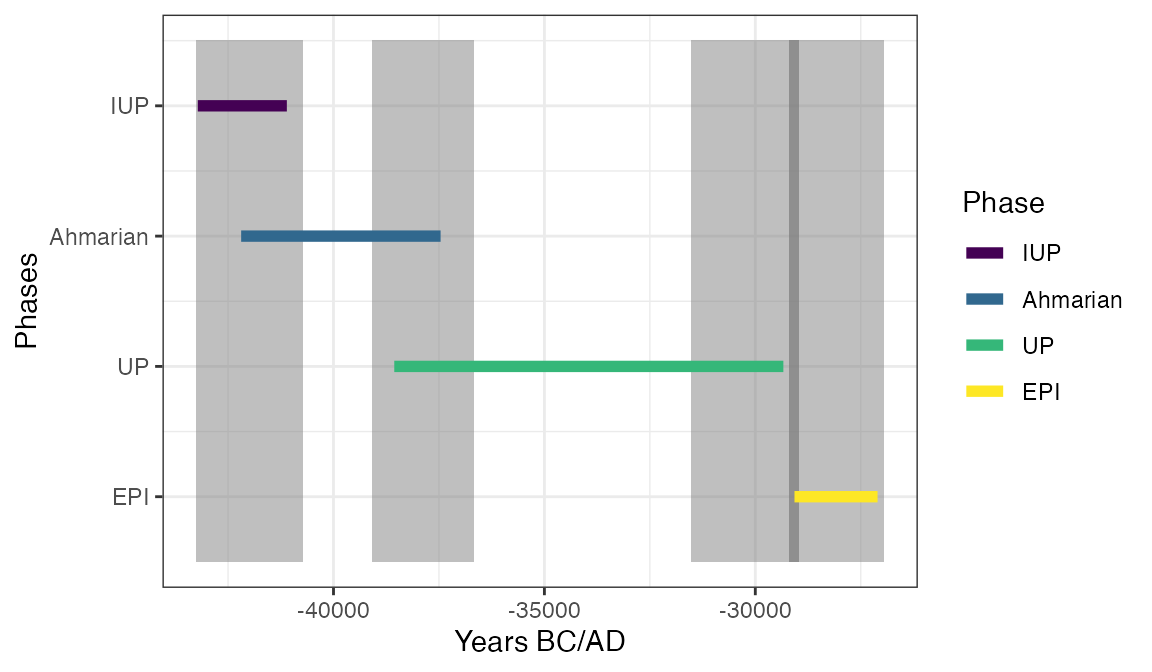 IUP
Ahmarian
UP
EPI
Phases
-40000
-35000
-30000
Years BC/AD
Phase
IUP
Ahmarian
UP
EPI